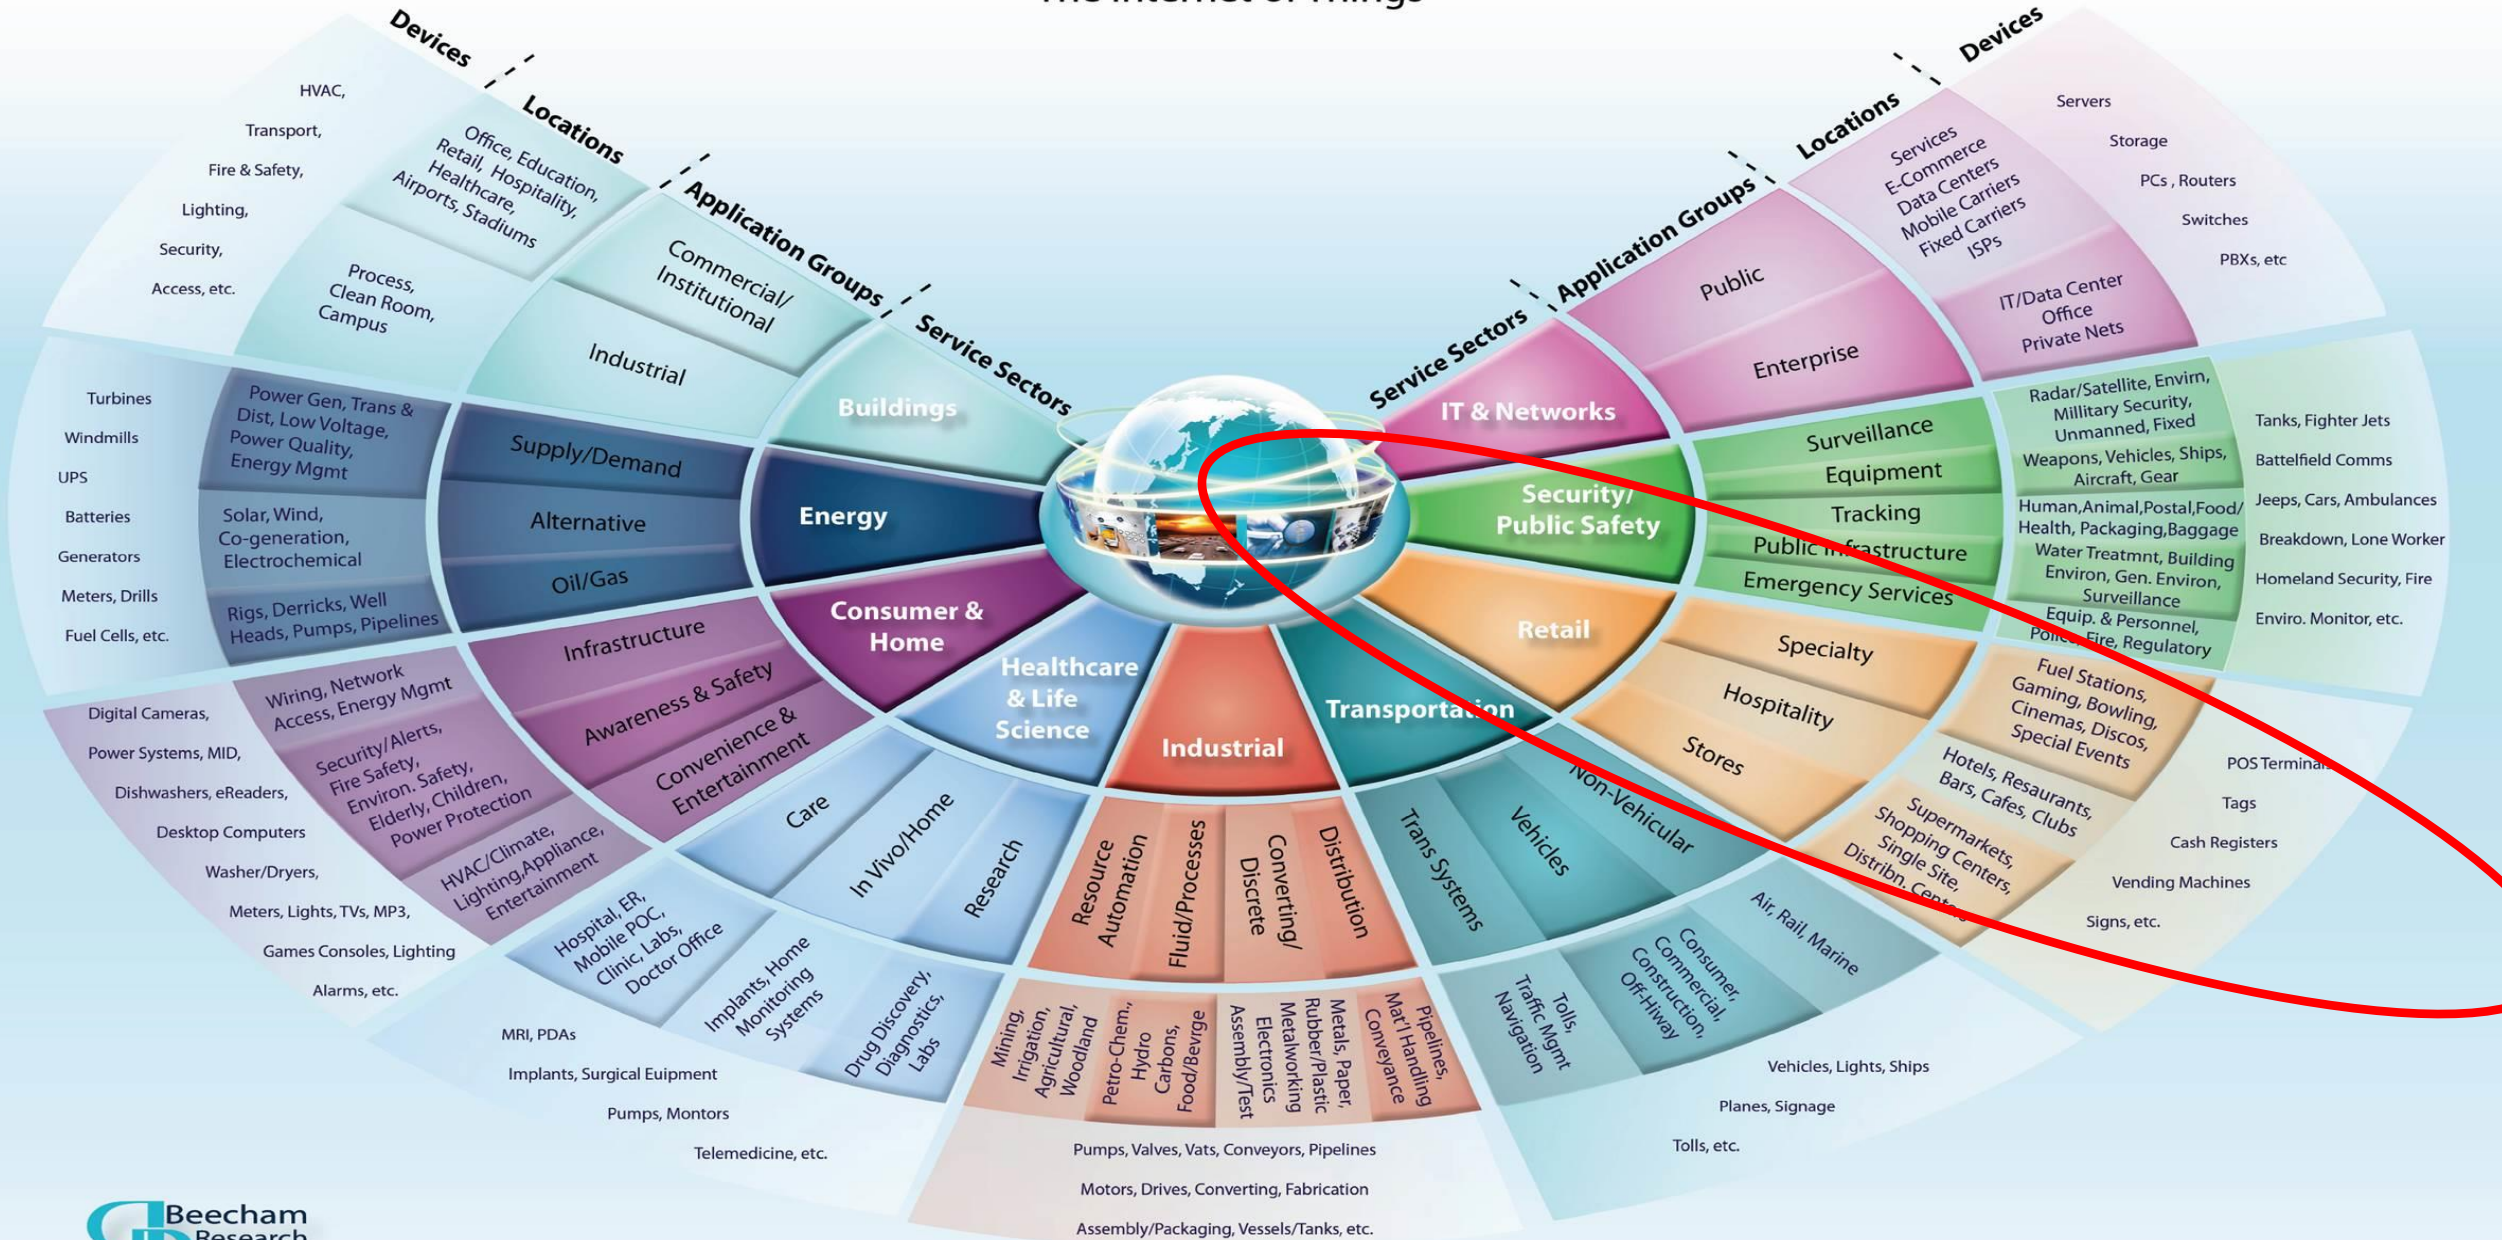 The Internet of Things
Devices
Locations
Application Groups
Service Sectors
HVAC,
Transport,
Fire & Safety,
Lighting,
Security,
Access, etc.
Office, Education,
Retail, Hospitality,
Healthcare,
Airports, Stadiums
Process,
Clean Room,
Campus
Commercial/
Institutional
Industrial
Buildings
Turbines
Windmills
UPS
Batteries
Generators
Meters, Drills
Fuel Cells, etc.
Power Gen, Trans &
Dist, Low Voltage,
Power Quality,
Energy Mgmt
Solar, Wind,
Co-generation,
Electrochemical
Rigs, Derricks, Well
Heads, Pumps, Pipelines
Supply/Demand
Alternative
Oil/Gas
Energy
Digital Cameras,
Power Systems, MID,
Dishwashers, eReaders,
Desktop Computers
Washer/Dryers,
Meters, Lights, TVs, MP3,
Games Consoles, Lighting
Alarms, etc.
Wiring, Network
Access, Energy Mgmt
Security/Alerts,
Fire Safety,
Environ. Safety,
Elderly, Children,
Power Protection
HVAC/Climate,
Lighting,Appliance,
Entertainment
Infrastructure
Awareness & Safety
Convenience &
Entertainment
Consumer &
Home
MRI, PDAs
Implants, Surgical Euipment
Pumps, Montors
Telemedicine, etc.
Hospital, ER,
Mobile POC,
Clinic, Labs,
Doctor Office
Implants, Home
Monitoring
Systems
Drug Discovery,
Diagnostics,
Labs
Care
In Vivo/Home
Research
Healthcare
& Life
Science
Industrial
Resource
Automation
Fluid/Processes
Converting/
Discrete
Distribution
Mining,
Irrigation,
Agricultural,
Woodland
Petro-Chem.,
Hydro
Carbons,
Food/Bevrge
Metals, Paper,
Rubber/Plastic
Metalworking
Electronics
Assembly/Test
Pipelines,
Mat'l Handling
Conveyance
Pumps, Valves, Vats, Conveyors, Pipelines
Motors, Drives, Converting, Fabrication
Assembly/Packaging, Vessels/Tanks, etc.
Transportation
Trans Systems
Vehicles
Non-Vehicular
Tolls,
Traffic Mgmt
Navigation
Consumer,
Commercial,
Construction,
Off-Hiway
Air, Rail, Marine
Vehicles, Lights, Ships
Planes, Signage
Tolls, etc.
Retail
Specialty
Hospitality
Stores
Fuel Stations,
Gaming, Bowling,
Cinemas, Discos,
Special Events
Hotels, Resaurants,
Bars, Cafes, Clubs
Supermarkets,
Shopping Centers,
Single Site,
Distribn. Centers
POS Terminals
Tags
Cash Registers
Vending Machines
Signs, etc.
Security/
Public Safety
Surveillance
Equipment
Tracking
Public Infrastructure
Emergency Services
Radar/Satellite, Envirn,
Millitary Security,
Unmanned, Fixed
Weapons, Vehicles, Ships,
Aircraft, Gear
Human,Animal,Postal,Food/
Health, Packaging,Baggage
Water Treatmnt, Building
Environ, Gen. Environ,
Surveillance
Equip. & Personnel,
Police, Fire, Regulatory
Tanks, Fighter Jets
Battelfield Comms
Jeeps, Cars, Ambulances
Breakdown, Lone Worker
Homeland Security, Fire
Enviro. Monitor, etc.
IT & Networks
Public
Enterprise
Services
E-Commerce
Data Centers
Mobile Carriers
Fixed Carriers
ISPs
IT/Data Center
Office
Private Nets
Servers
Storage
PCs , Routers
Switches
PBXs, etc
Service Sectors
Application Groups
Locations
Devices
Beecham
Research